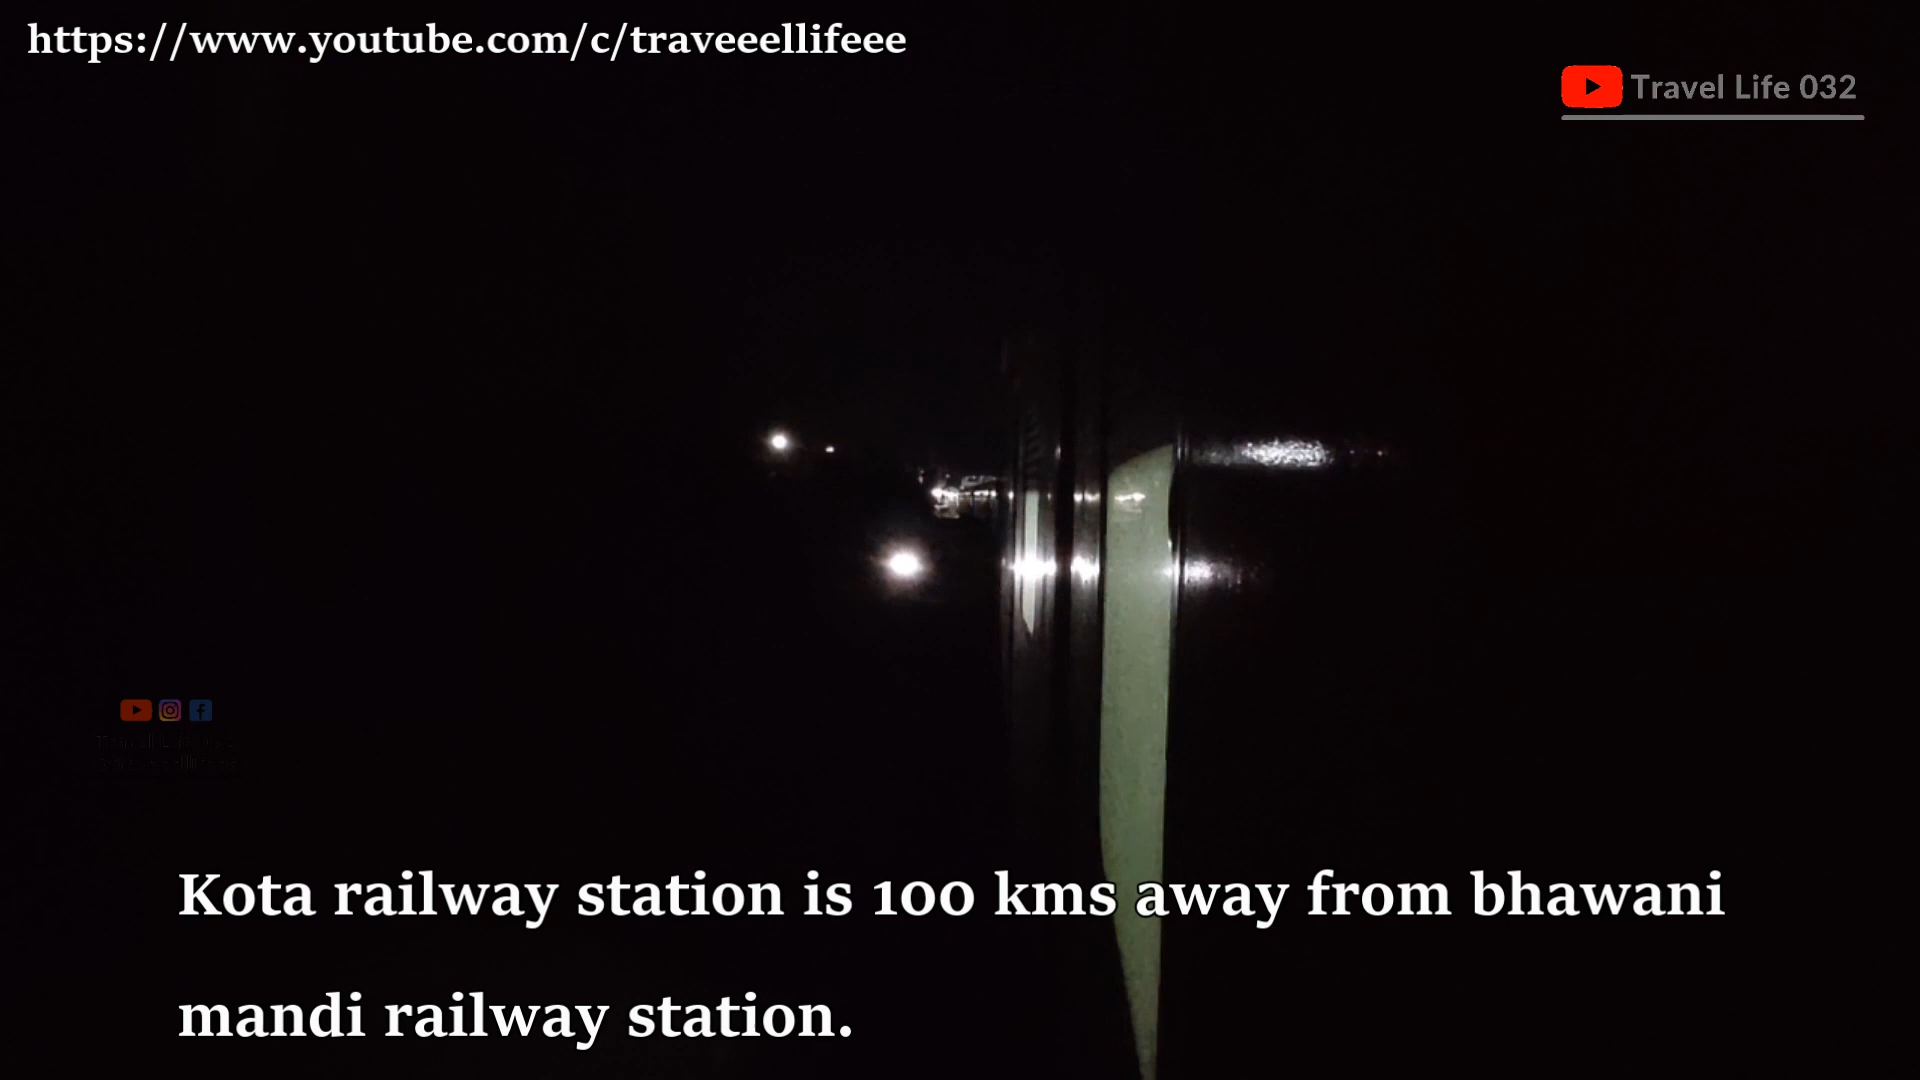 https://www.youtube.com/c/traveeellifeee
Travel Life 032
Kota railway station is 100 kms away from bhawani
mandi railway station.